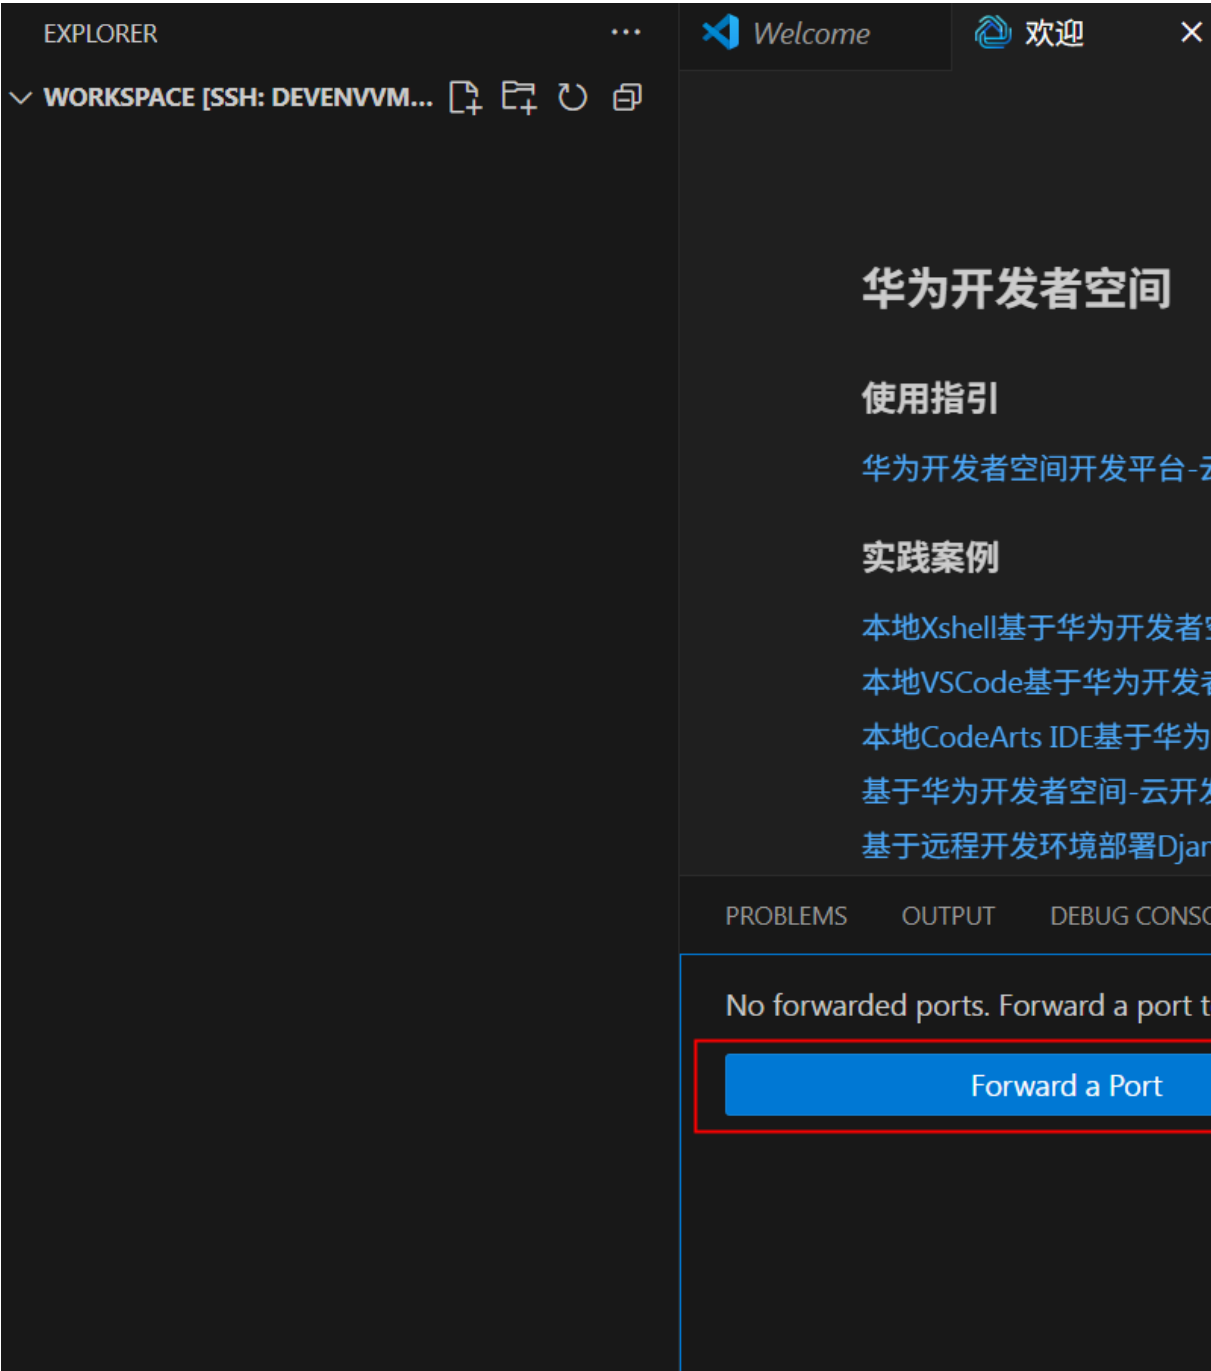 EXPLORER
WORKSPACE [SSH: DEVENVVM...
Welcome
欢迎
华为开发者空间
使用指引
华为开发者空间开发平台-
实践案例
本地Xshell基于华为开发者
本地VSCode基于华为开发
本地CodeArts IDE基于华为
基于华为开发者空间-云开
基于远程开发环境部署Djan
PROBLEMS OUTPUT DEBUG CONSO
No forwarded ports. Forward a port t
Forward a Port